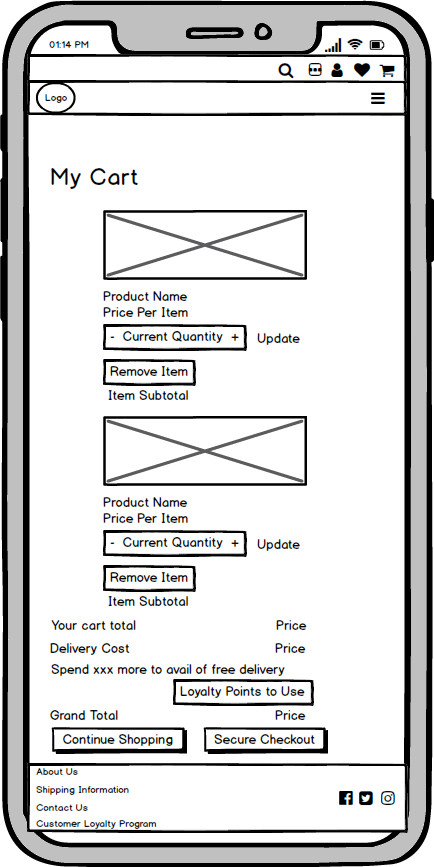 01:14 PM
Logo
My Cart
Product Name
Price Per Item
- Current Quantity + Update
Remove Item
Item Subtotal
Product Name
Price Per Item
- Current Quantity + Update
Remove Item
Item Subtotal
Your cart total Price
Delivery Cost Price
Spend xxx more to avail of free delivery
Loyalty Points to Use
Grand Total Price
Continue Shopping Secure Checkout
About Us
Shipping Information
Contact Us
Customer Loyalty Program